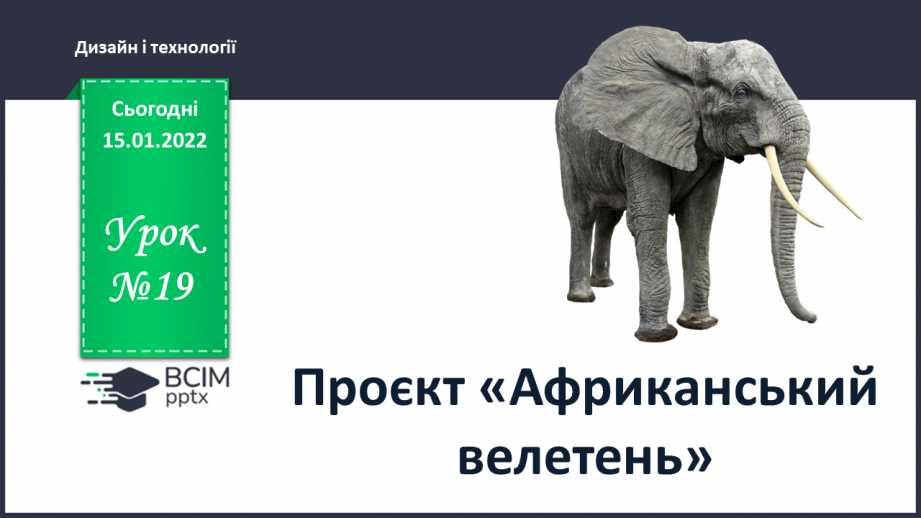 Дизайн і технології
Сьогодні
15.01.2022
Урок
№19
ВСІМ
pptx
Проєкт «Африканський
велетень»